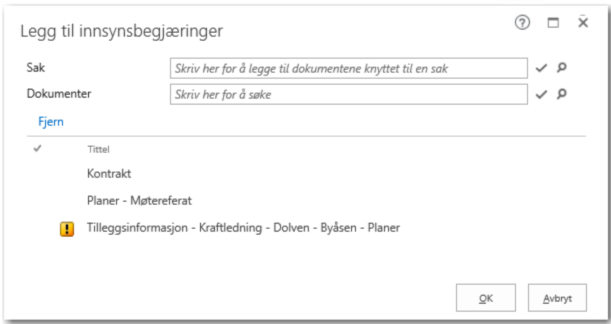 Legg til innsynsbegjæringer
Sak
Skriv her for å legge til dokumentene knyttet til en sak
Dokumenter
Skriv her for å søke
Fjern
Tittel
Kontrakt
Planer - Møtereferat
Tilleggsinformasjon - Kraftledning - Dolven - Byåsen - Planer
OK
Avbryt